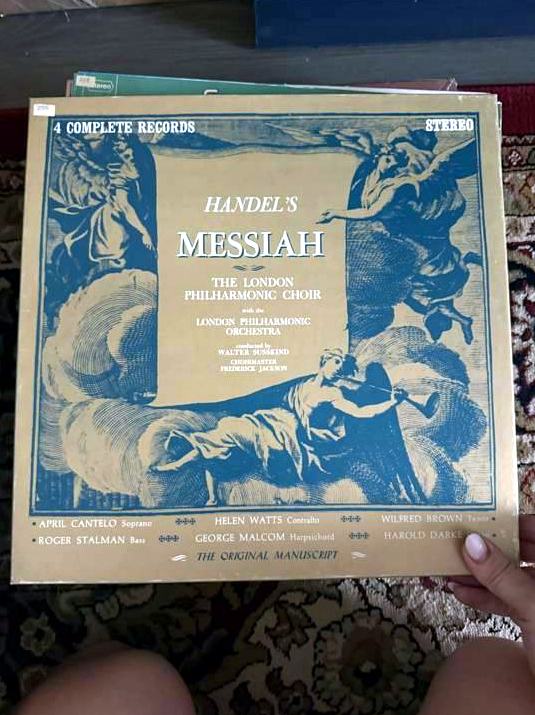 Stereo
4 COMPLETE RECORDS
STEREO
HANDEL'S
MESSIAH
THE LONDON
PHILHARMONIC CHOIR
with the
LONDON PHILHARMONIC
ORCHESTRA
conducted by
WALTER SUSSKIND
CHORUSMASTER
FREDERICK JACKSON
• APRIL CANTELO Soprano HELEN WATTS Contralto WILFRED BROWN Tenor •
• ROGER STALMAN Bass GEORGE MALCOM Harpsichord HAROLD DARKE
THE ORIGINAL MANUSCRIPT